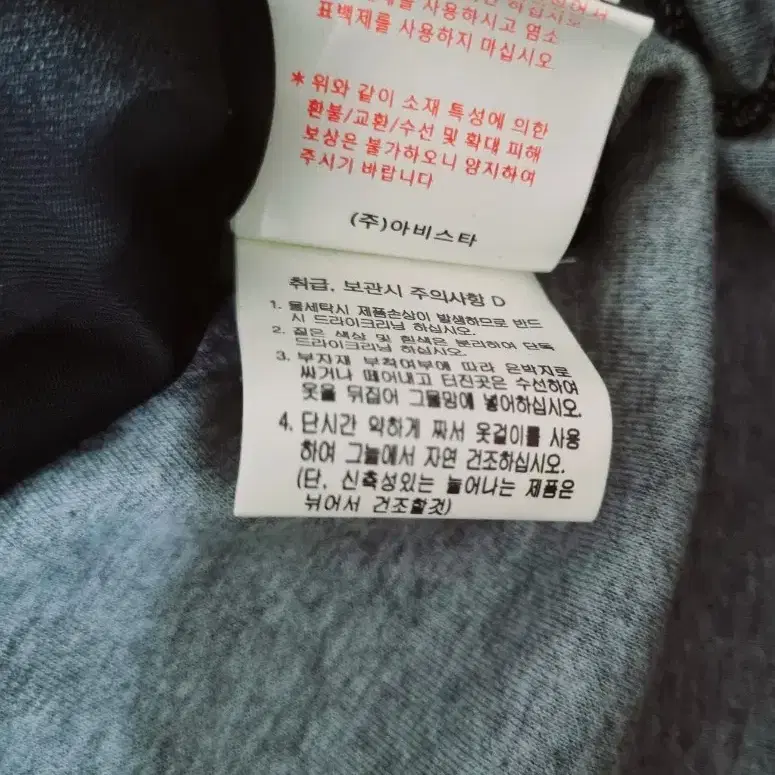 사용하시고 염소
표백제를 사용하지 마십시오
* 위와 같이 소재 특성에 의한
환불/교환/수선 및 확대 피해
보상은 불가하오니 양지하여
주시기 바랍니다
(주)아비스타
취급, 보관시 주의사항 D
1. 물세탁시 제품손상이 발생하므로 반드
시 드라이크리닝 하십시오.
2. 짙은 색상 및 흰색은 분리하여 단독
드라이크리닝 하십시오.
3. 부자재 부착여부에 따라 은박지로
싸거나 떼어내고 터진곳은 수선하여
옷을 뒤집어 그물망에 넣어하십시오.
4. 단시간 약하게 짜서 옷걸이를 사용
하여 그늘에서 자연 건조하십시오.
(단, 신축성있는 늘어나는 제품은
뉘어서 건조할것)